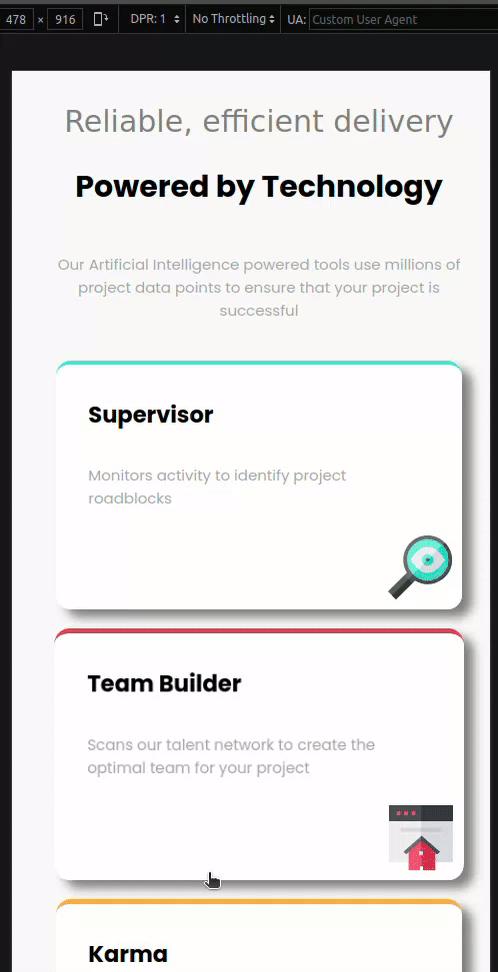 478 × 916 DPR: 1 No Throttling UA: Custom User Agent
Reliable, efficient delivery
Powered by Technology
Our Artificial Intelligence powered tools use millions of
project data points to ensure that your project is
successful
Supervisor
Monitors activity to identify project
roadblocks
Team Builder
Scans our talent network to create the
optimal team for your project
Karma